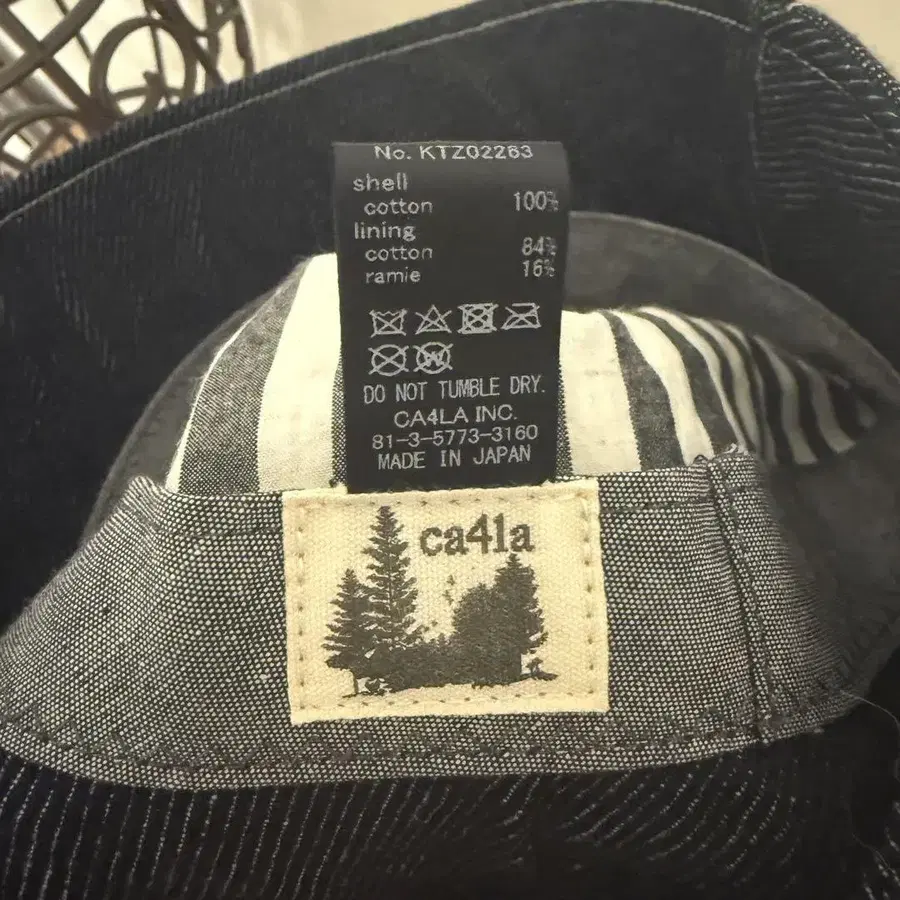 No. KTZ02263
shell
cotton 100%
lining
cotton 84%
ramie 16%
W
DO NOT TUMBLE DRY.
CA4LA INC.
81-3-5773-3160
MADE IN JAPAN
ca4la